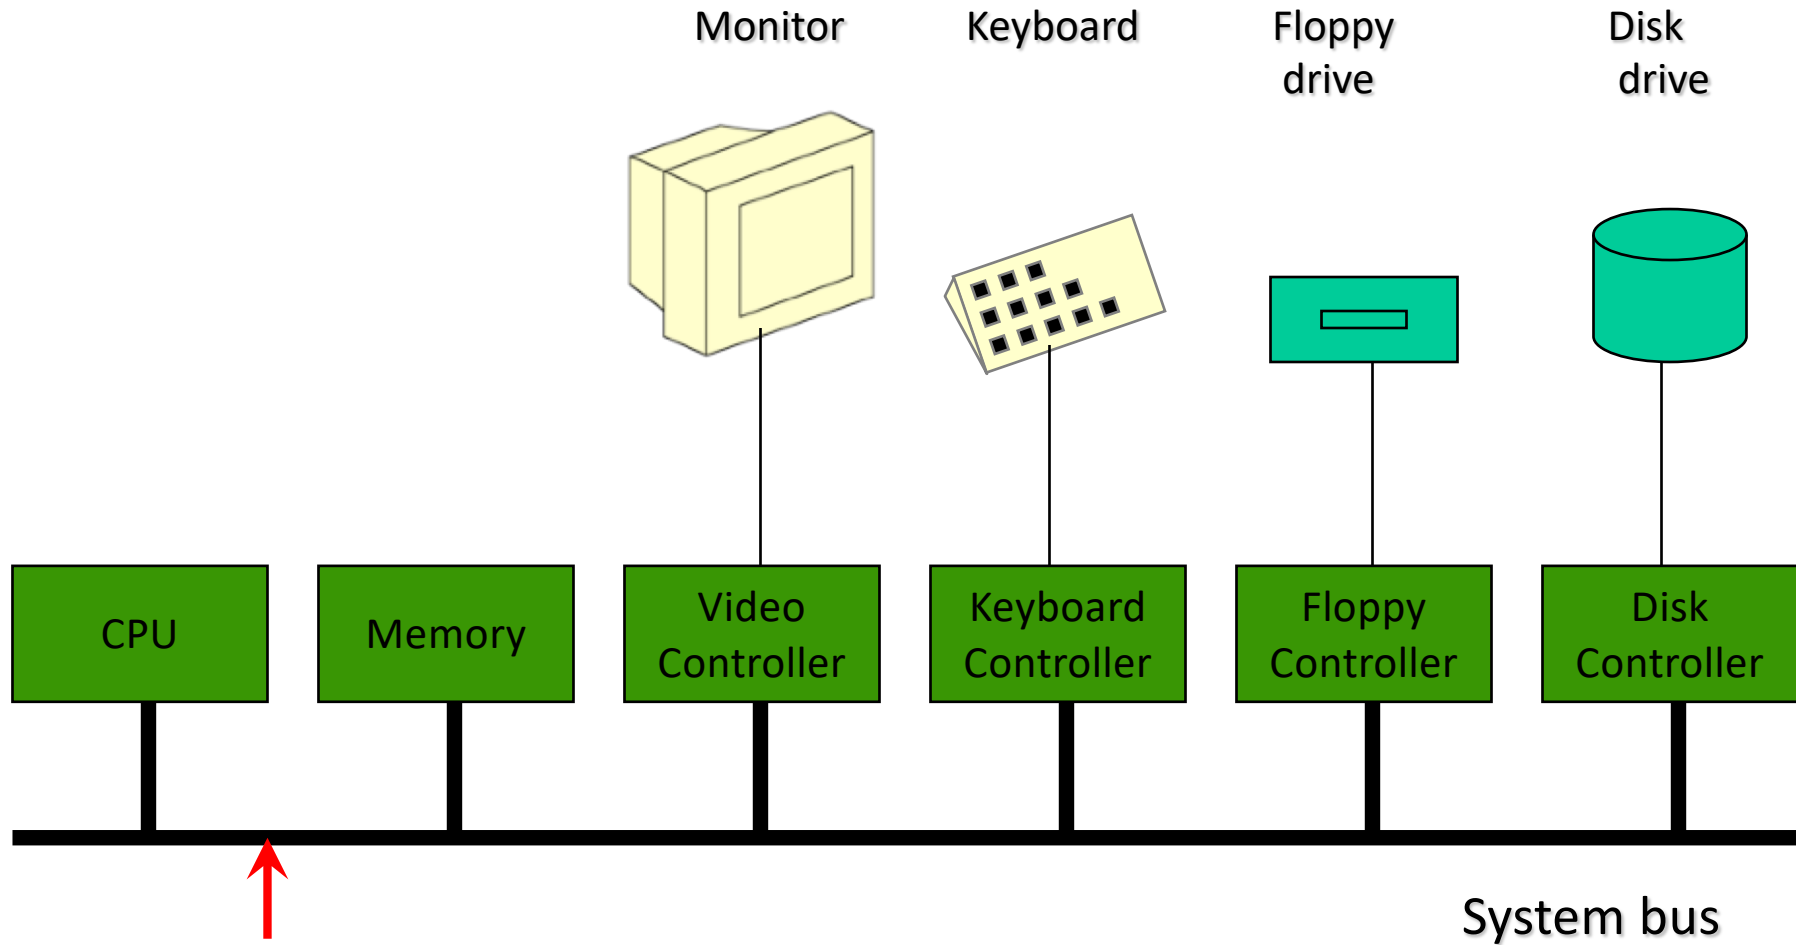 Monitor
Keyboard
Floppy
drive
Disk
drive
CPU
Memory
Video
Controller
Keyboard
Controller
Floppy
Controller
Disk
Controller
System bus